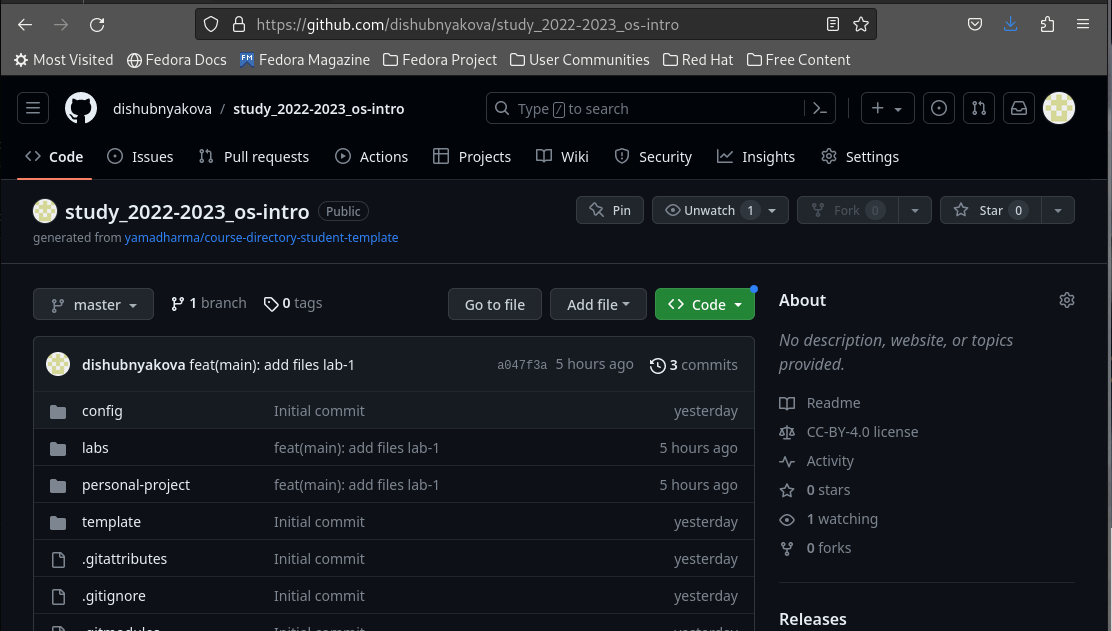 https://github.com/dishubnyakova/study_2022-2023_os-intro
Most Visited Fedora Docs Fedora Magazine Fedora Project User Communities Red Hat Free Content
dishubnyakova / study_2022-2023_os-intro Type / to search
Code Issues Pull requests Actions Projects Wiki Security Insights Settings
study_2022-2023_os-intro Public Pin Unwatch 1 Fork 0 Star 0
generated from yamadharma/course-directory-student-template
master 1 branch 0 tags Go to file Add file Code
dishubnyakova feat(main): add files lab-1 a047f3a 5 hours ago 3 commits
config Initial commit yesterday
labs feat(main): add files lab-1 5 hours ago
personal-project feat(main): add files lab-1 5 hours ago
template Initial commit yesterday
.gitattributes Initial commit yesterday
.gitignore Initial commit yesterday
.gitmodules Initial commit yesterday
About
No description, website, or topics
provided.
Readme
CC-BY-4.0 license
Activity
0 stars
1 watching
0 forks
Releases